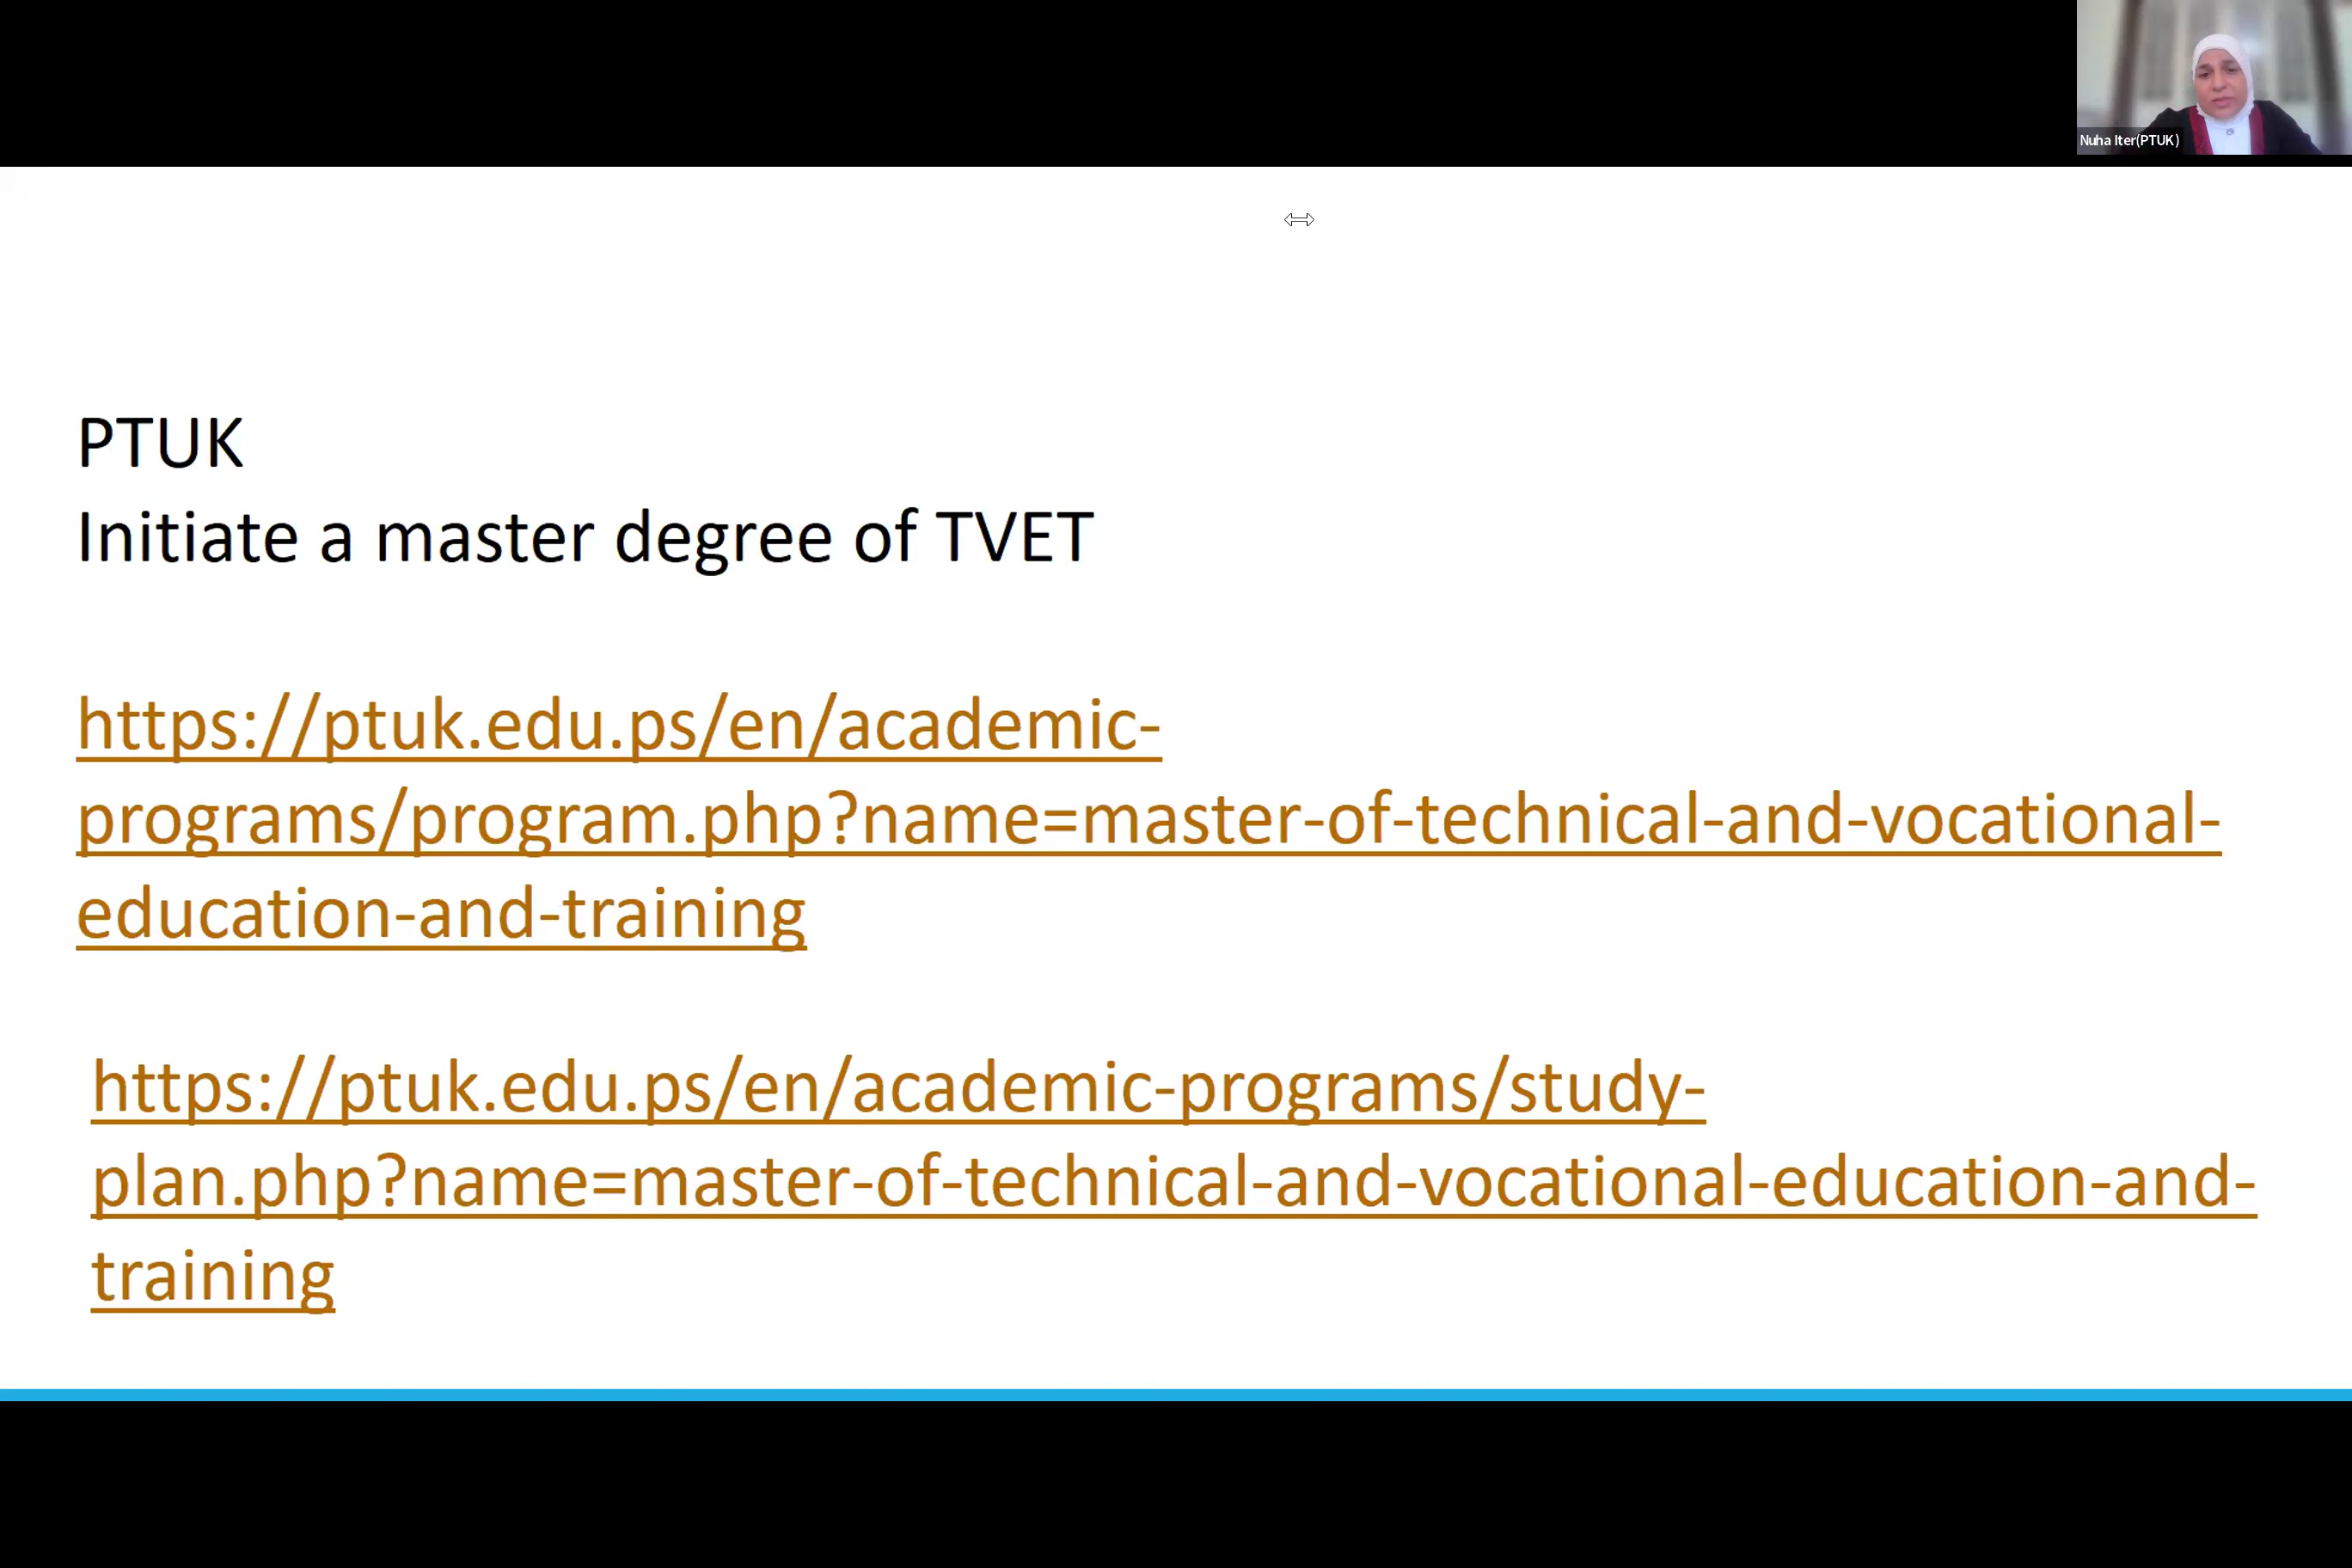 Nuha Iter(PTUK)
PTUK
Initiate a master degree of TVET
https://ptuk.edu.ps/en/academic-
programs/program.php?name=master-of-technical-and-vocational-
education-and-training
https://ptuk.edu.ps/en/academic-programs/study-
plan.php?name=master-of-technical-and-vocational-education-and-
training